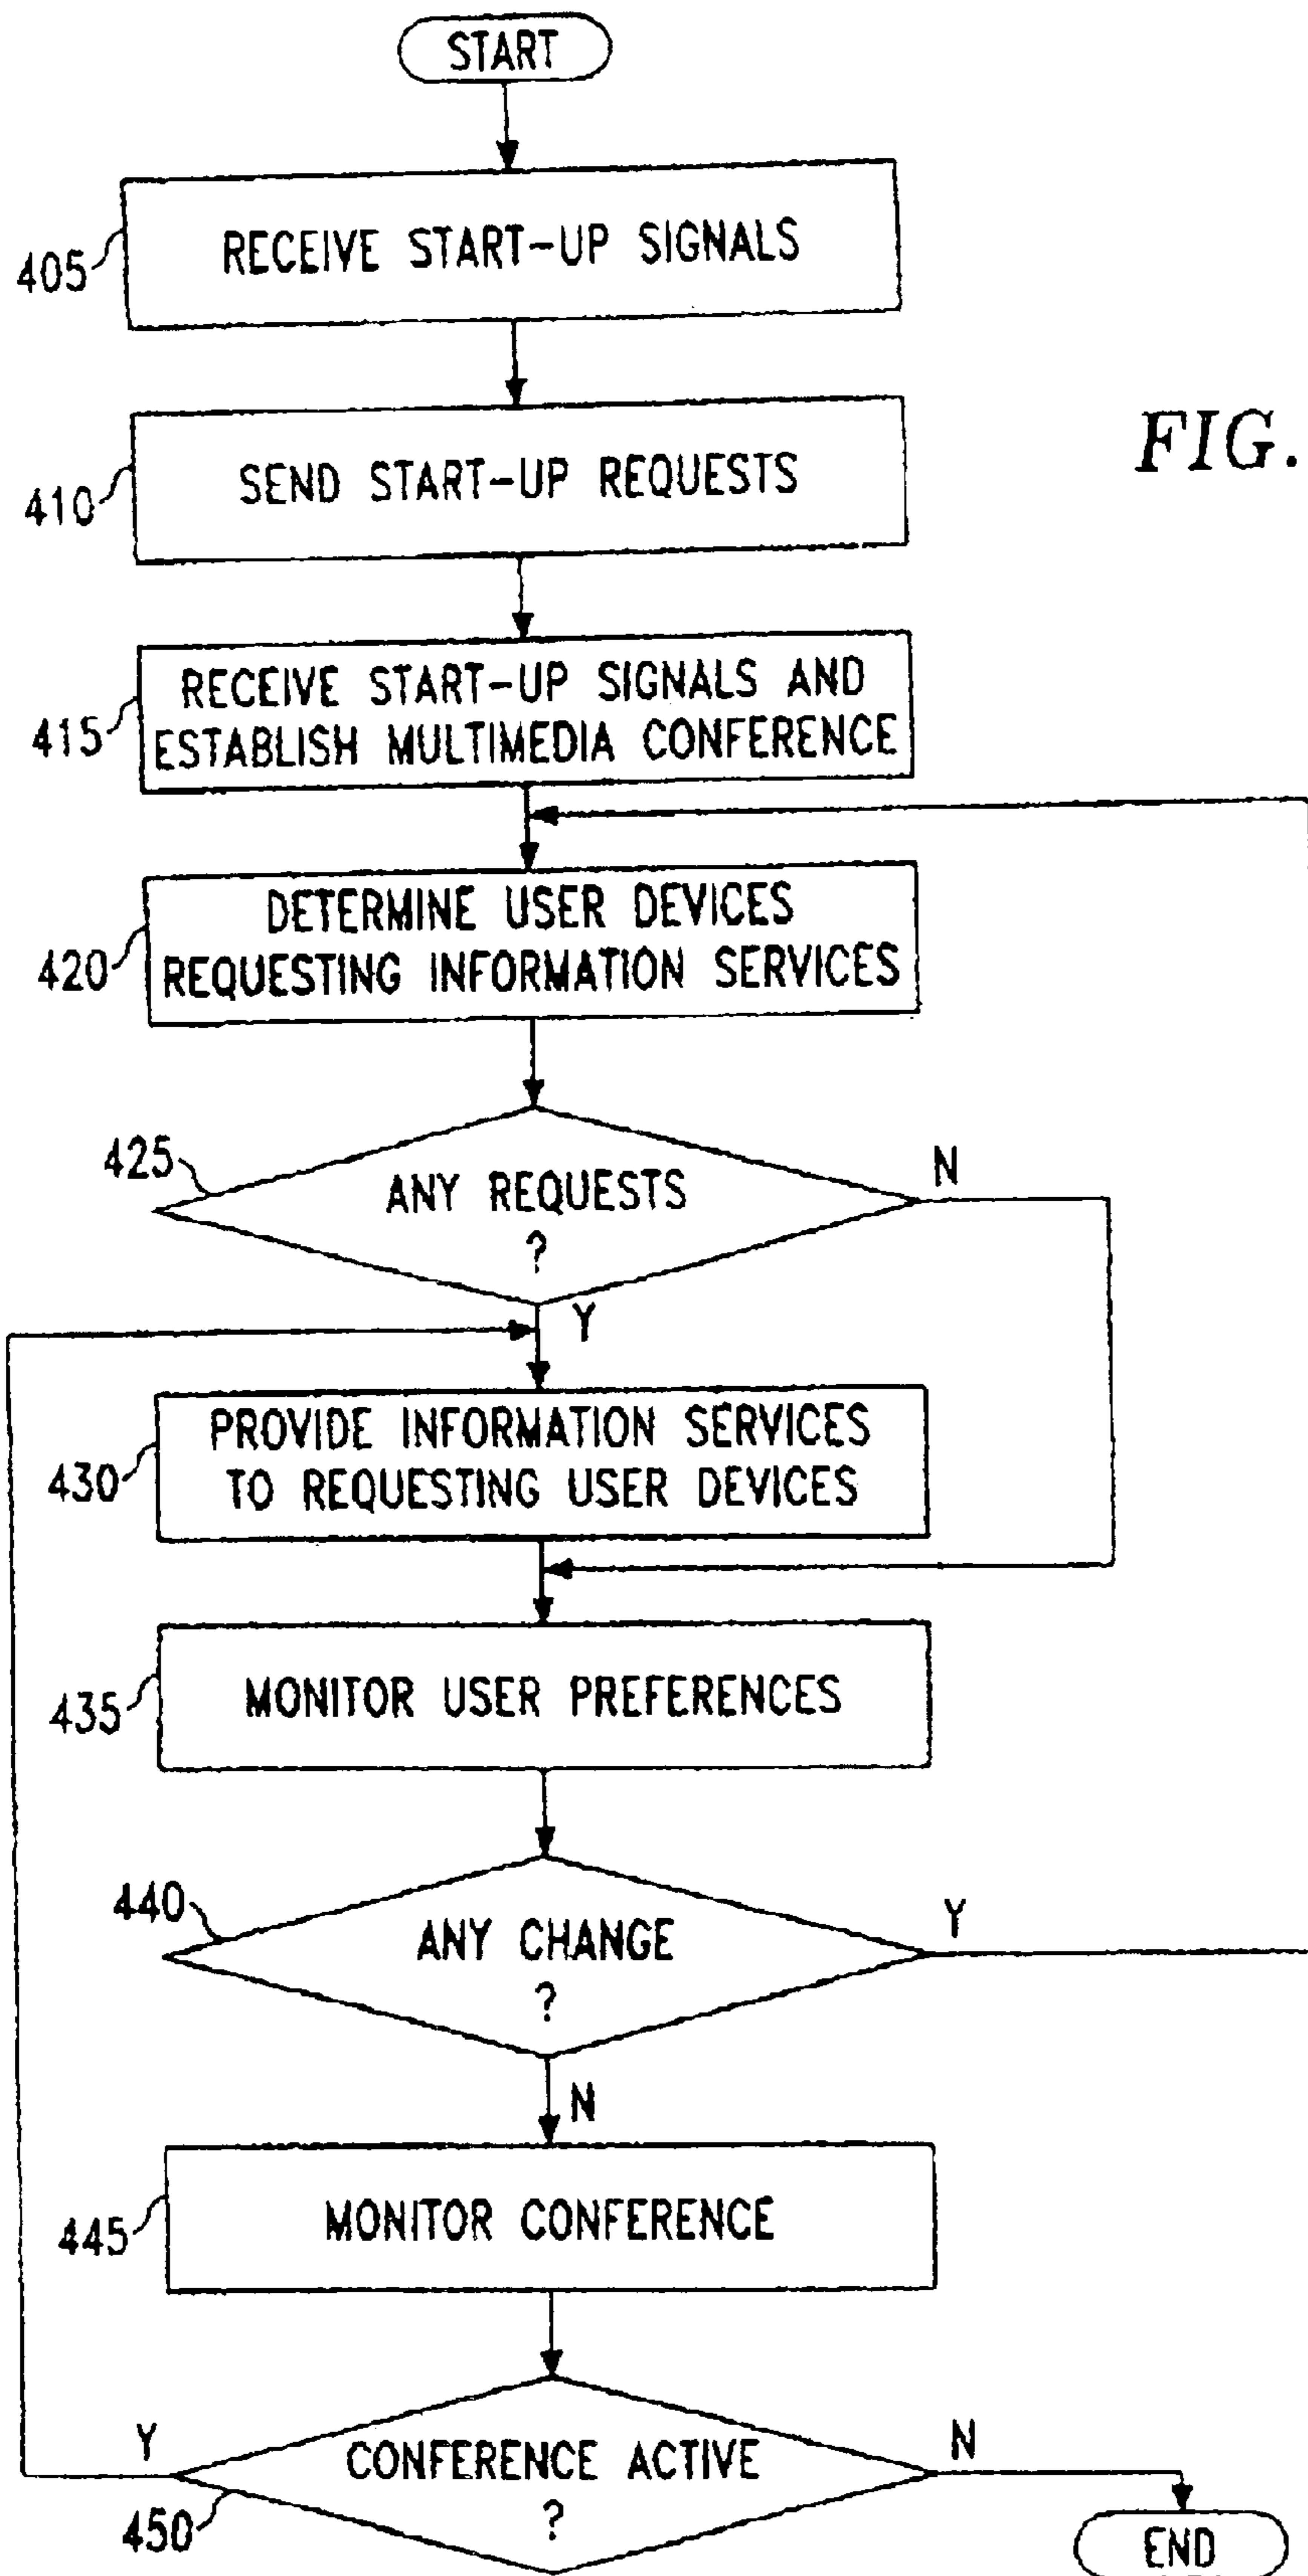 START
405
RECEIVE START-UP SIGNALS
FIG.
410
SEND START-UP REQUESTS
415
RECEIVE START-UP SIGNALS AND
ESTABLISH MULTIMEDIA CONFERENCE
420
DETERMINE USER DEVICES
REQUESTING INFORMATION SERVICES
425
ANY REQUESTS
?
N
Y
430
PROVIDE INFORMATION SERVICES
TO REQUESTING USER DEVICES
435
MONITOR USER PREFERENCES
440
ANY CHANGE
?
Y
N
445
MONITOR CONFERENCE
Y
CONFERENCE ACTIVE
?
N
450
END